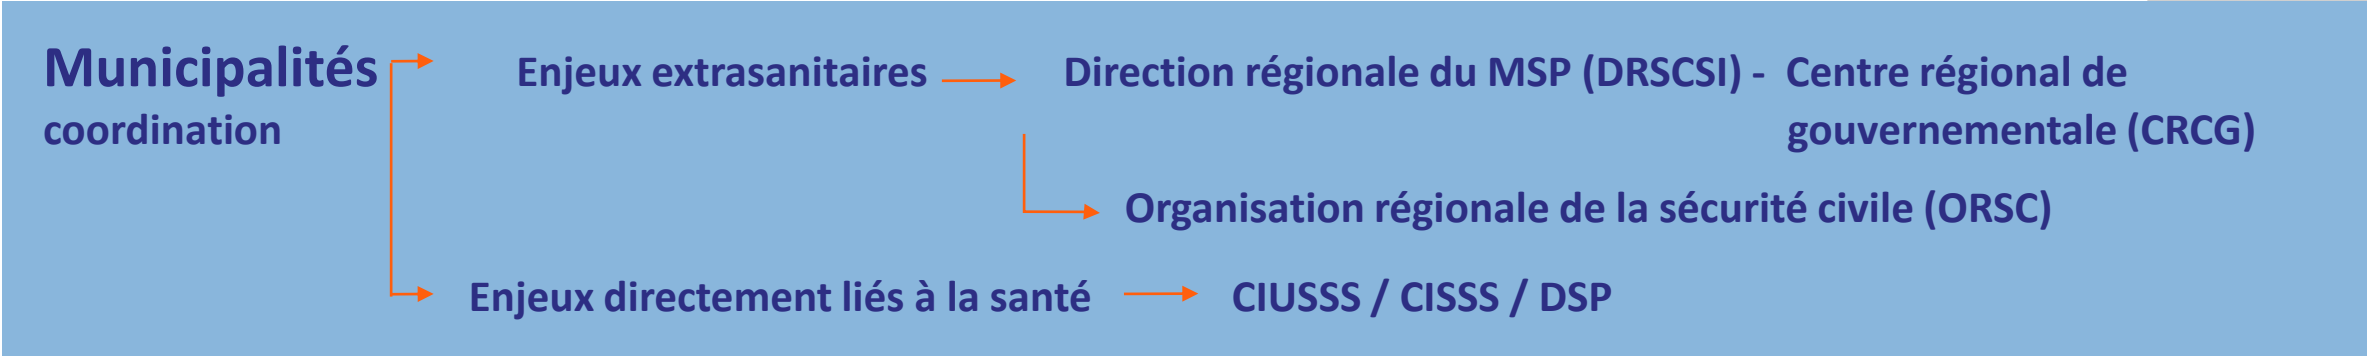 Municipalités Enjeux extrasanitaires Direction régionale du MSP (DRSCSI) - Centre régional de
coordination gouvernementale (CRCG)
Organisation régionale de la sécurité civile (ORSC)
Enjeux directement liés à la santé CIUSSS / CISSS / DSP